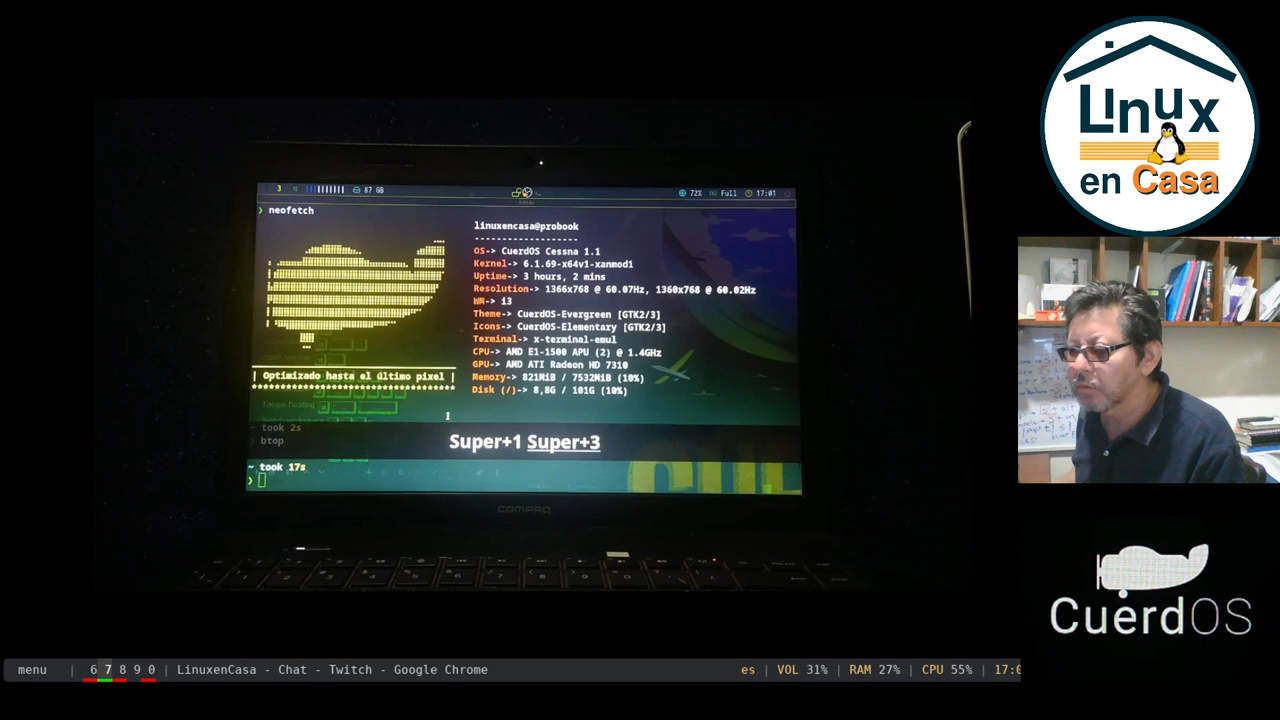 3
87 GB
72% Full 17:01
❯ neofetch
linuxencasa@probook
-------------------
OS-> CuerdOS Cessna 1.1
Kernel-> 6.1.69-x64v1-xanmod1
Uptime-> 3 hours, 2 mins
Resolution-> 1366x768 @ 60.07Hz, 1360x768 @ 60.02Hz
WM-> i3
Theme-> CuerdOS-Evergreen [GTK2/3]
Icons-> CuerdOS-Elementary [GTK2/3]
Terminal-> x-terminal-emul
CPU-> AMD E1-1500 APU (2) @ 1.4GHz
GPU-> AMD ATI Radeon HD 7310
Memory-> 821MiB / 7532MiB (10%)
Disk (/)-> 8,8G / 101G (10%)
| Optimizado hasta el último pixel |
Toggle floating
~ took 2s
❯ btop
Super+1 Super+3
~ took 17s
❯
COMPAQ
LInux
en Casa
CuerdOS
menu | 6 7 8 9 0 | LinuxenCasa - Chat - Twitch - Google Chrome
es | VOL 31% | RAM 27% | CPU 55% |